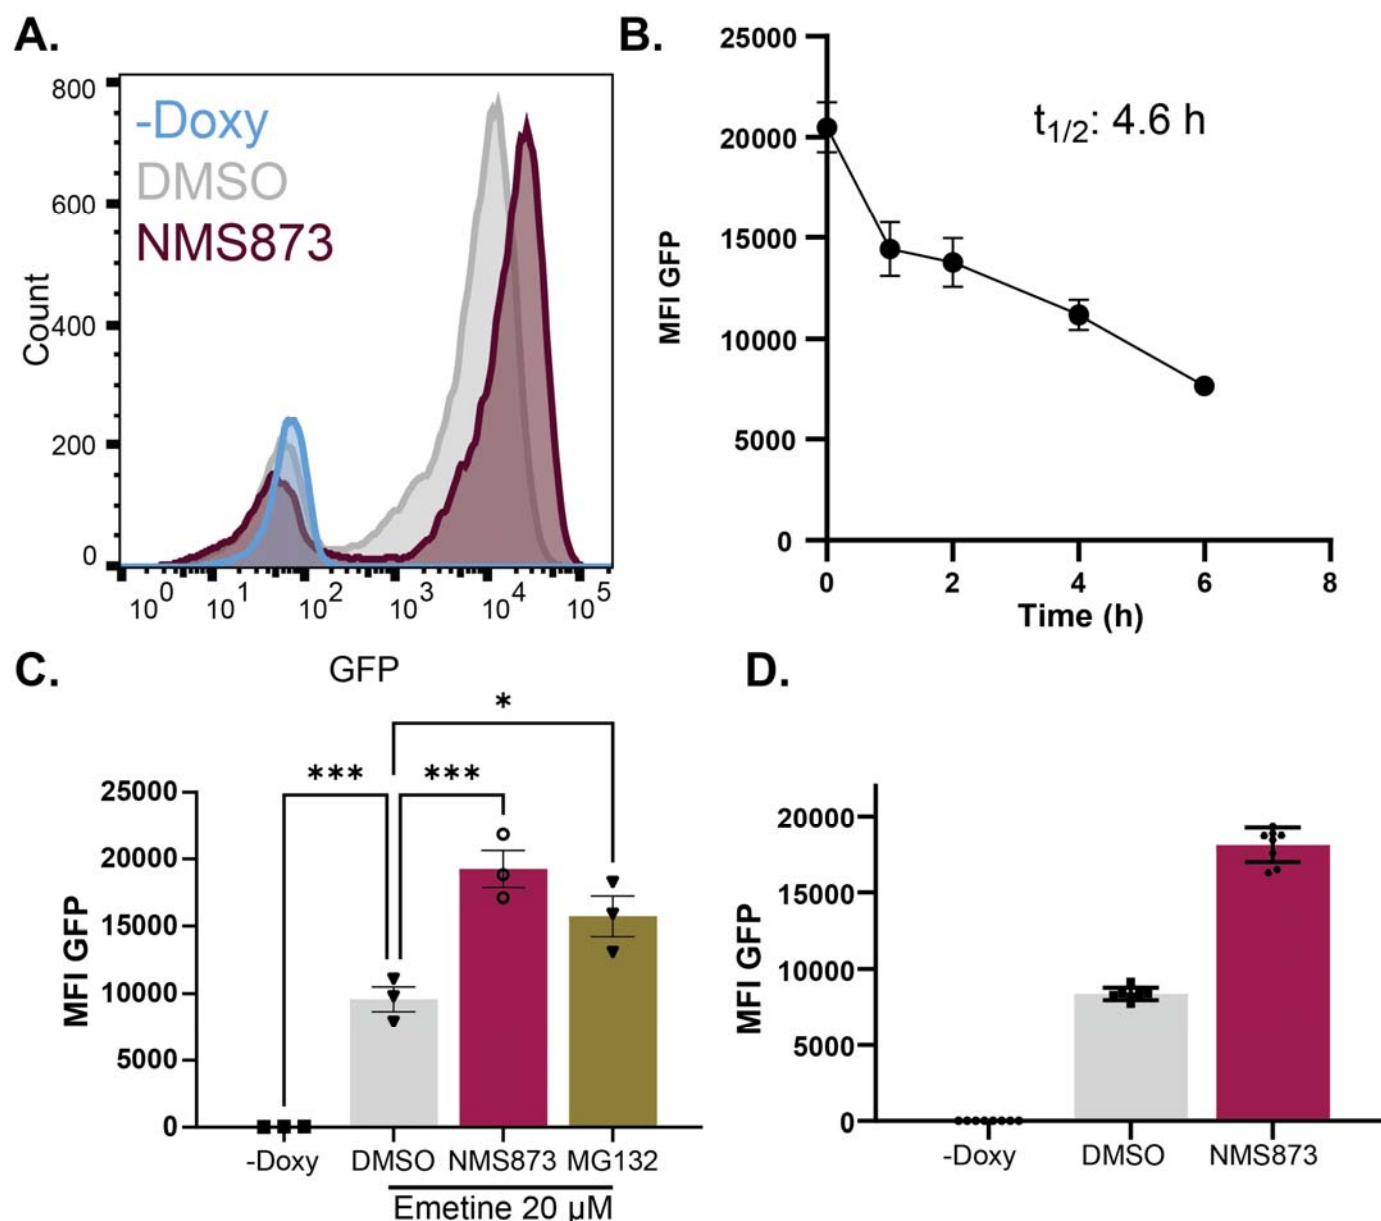 A.
800
600
400
200
0
Count
-Doxy
DMSO
NMS873
10^0 10^1 10^2 10^3 10^4 10^5
GFP
B.
25000
20000
15000
10000
5000
0
MFI GFP
t1/2: 4.6 h
0 2 4 6 8
Time (h)
C.
*
*** ***
25000
20000
15000
10000
5000
0
MFI GFP
-Doxy DMSO NMS873 MG132
Emetine 20 µM
D.
20000
15000
10000
5000
0
MFI GFP
-Doxy DMSO NMS873